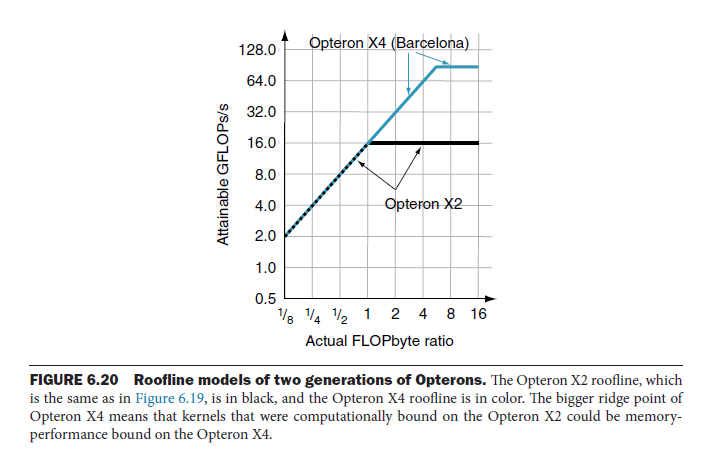 128.0
Opteron X4 (Barcelona)
64.0
32.0
16.0
8.0
4.0
Opteron X2
2.0
1.0
0.5
Attainable GFLOPs/s
1/8 1/4 1/2 1 2 4 8 16
Actual FLOPbyte ratio
FIGURE 6.20 Roofline models of two generations of Opterons. The Opteron X2 roofline, which
is the same as in Figure 6.19, is in black, and the Opteron X4 roofline is in color. The bigger ridge point of
Opteron X4 means that kernels that were computationally bound on the Opteron X2 could be memory-
performance bound on the Opteron X4.